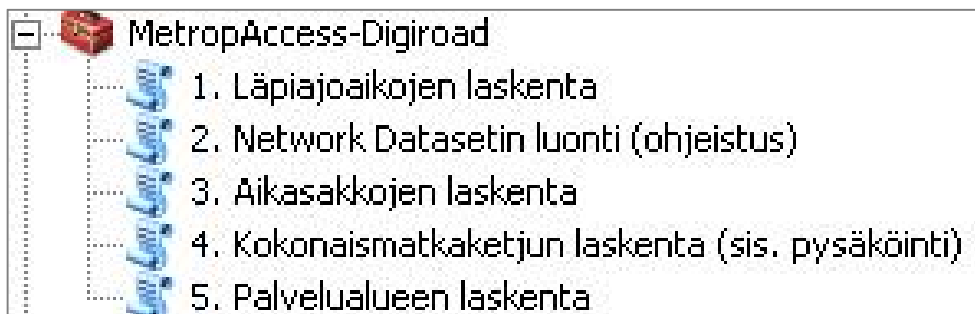 MetropAccess-Digiroad
1. Läpiajoaikojen laskenta
2. Network Datasetin luonti (ohjeistus)
3. Aikasakkojen laskenta
4. Kokonaismatkaketjun laskenta (sis. pysäköinti)
5. Palvelualueen laskenta